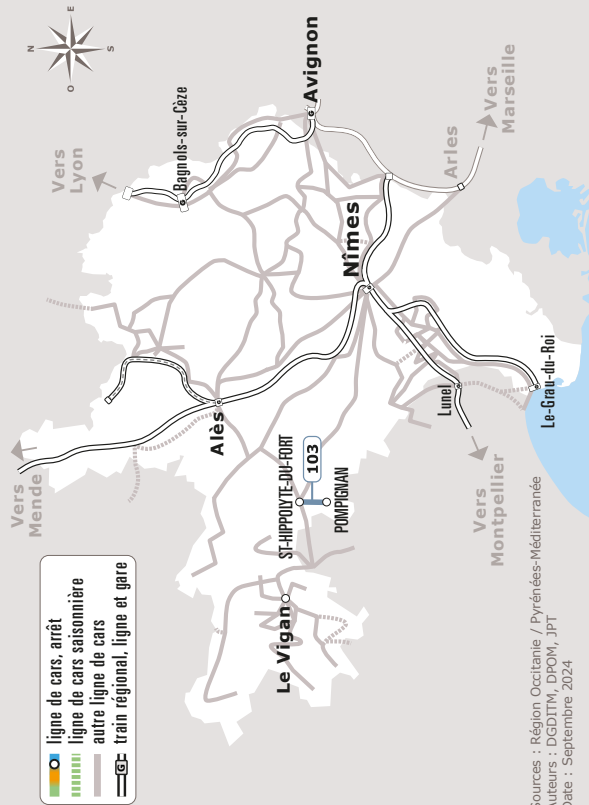 N
E
S
O
Vers
Mende
Vers
Lyon
Bagnols-sur-Cèze
G
Avignon
G
Alès
Nîmes
Arles
Vers
Marseille
ST-HIPPOLYTE-DU-FORT
103
POMPIGNAN
Le Vigan
Lunel
Le-Grau-du-Roi
Vers
Montpellier
ligne de cars, arrêt
ligne de cars saisonnière
autre ligne de cars
G
train régional, ligne et gare
Sources : Région Occitanie / Pyrénées-Méditerranée
Auteurs : DGDITM, DPOM, JPT
Date : Septembre 2024